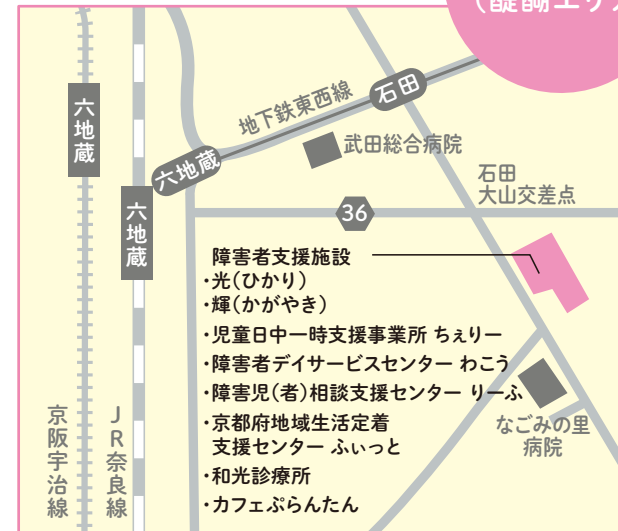 (醍醐エリア
六地蔵
六地蔵
六地蔵
地下鉄東西線
石田
武田総合病院
石田
大山交差点
36
障害者支援施設
・光(ひかり)
・輝(かがやき)
・児童日中一時支援事業所 ちぇりー
・障害者デイサービスセンター わこう
・障害児(者)相談支援センター りーふ
・京都府地域生活定着
支援センター ふぃっと
・和光診療所
・カフェぷらんたん
なごみの里
病院
京阪宇治線
JR奈良線